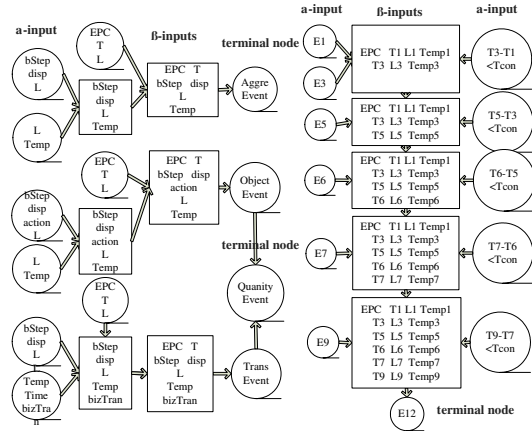 a-input
ß-inputs
terminal node
EPC
T
L
bStep
disp
L
L
Temp
bStep
disp
L
Temp
EPC T
bStep disp
L
Temp
Aggre
Event
EPC
T
L
bStep
disp
action
L
L
Temp
bStep
disp
action
L
Temp
EPC T
bStep disp
action
L
Temp
Object
Event
terminal node
Quanity
Event
EPC
T
L
bStep
disp
L
Temp
Time
bizTra
n
bStep
disp
L
Temp
bizTran
EPC T
bStep disp
L
Temp
bizTran
Trans
Event
a-input
ß-inputs
a-input
E1
E3
EPC T1 L1 Temp1
T3 L3 Temp3
T3-T1
<Tcon
E5
EPC T1 L1 Temp1
T3 L3 Temp3
T5 L5 Temp5
T5-T3
<Tcon
E6
EPC T1 L1 Temp1
T3 L3 Temp3
T5 L5 Temp5
T6 L6 Temp6
T6-T5
<Tcon
E7
EPC T1 L1 Temp1
T3 L3 Temp3
T5 L5 Temp5
T6 L6 Temp6
T7 L7 Temp7
T7-T6
<Tcon
E9
EPC T1 L1 Temp1
T3 L3 Temp3
T5 L5 Temp5
T6 L6 Temp6
T7 L7 Temp7
T9 L9 Temp9
T9-T7
<Tcon
E12
terminal node